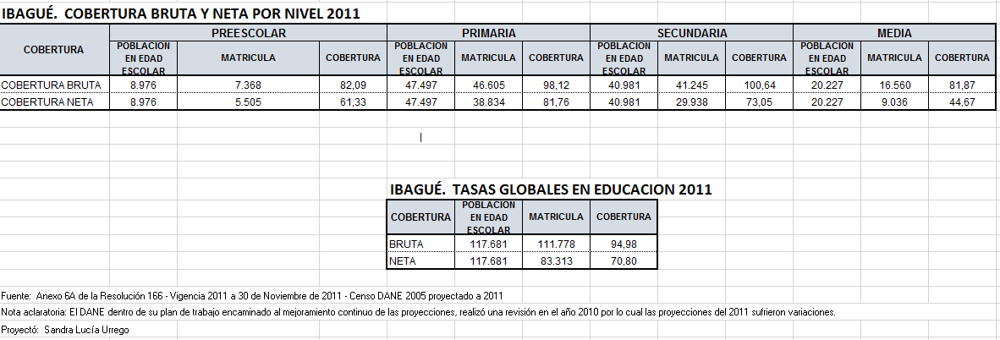 IBAGUÉ. COBERTURA BRUTA Y NETA POR NIVEL 2011
COBERTURA PREESCOLAR PRIMARIA SECUNDARIA MEDIA
POBLACION EN EDAD ESCOLAR MATRICULA COBERTURA POBLACION EN EDAD ESCOLAR MATRICULA COBERTURA POBLACION EN EDAD ESCOLAR MATRICULA COBERTURA POBLACION EN EDAD ESCOLAR MATRICULA COBERTURA
COBERTURA BRUTA 8.976 7.368 82,09 47.497 46.605 98,12 40.981 41.245 100,64 20.227 16.560 81,87
COBERTURA NETA 8.976 5.505 61,33 47.497 38.834 81,76 40.981 29.938 73,05 20.227 9.036 44,67
IBAGUÉ. TASAS GLOBALES EN EDUCACION 2011
COBERTURA POBLACION EN EDAD ESCOLAR MATRICULA COBERTURA
BRUTA 117.681 111.778 94,98
NETA 117.681 83.313 70,80
Fuente: Anexo 6A de la Resolución 166 - Vigencia 2011 a 30 de Noviembre de 2011 - Censo DANE 2005 proyectado a 2011
Nota aclaratoria: El DANE dentro de su plan de trabajo encaminado al mejoramiento continuo de las proyecciones, realizó una revisión en el año 2010 por lo cual las proyecciones del 2011 sufrieron variaciones.
Proyectó: Sandra Lucía Urrego